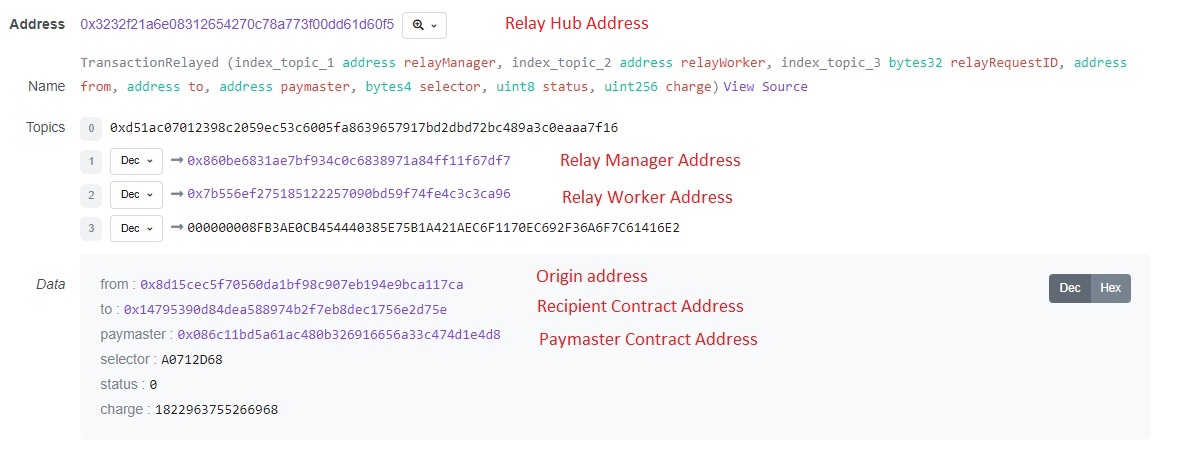 Address 0x3232f21a6e08312654270c78a773f00dd61d60f5 Relay Hub Address
TransactionRelayed (index_topic_1 address relayManager, index_topic_2 address relayWorker, index_topic_3 bytes32 relayRequestID, address
Name from, address to, address paymaster, bytes4 selector, uint8 status, uint256 charge) View Source
Topics 0 0xd51ac07012398c2059ec53c6005fa8639657917bd2dbd72bc489a3c0eaaa7f16
1 Dec → 0x860be6831ae7bf934c0c6838971a84ff11f67df7 Relay Manager Address
2 Dec → 0x7b556ef275185122257090bd59f74fe4c3c3ca96 Relay Worker Address
3 Dec → 000000008FB3AE0CB454440385E75B1A421AEC6F1170EC692F36A6F7C61416E2
Data from : 0x8d15cec5f70560da1bf98c907eb194e9bca117ca Origin address Dec Hex
to : 0x14795390d84dea588974b2f7eb8dec1756e2d75e Recipient Contract Address
paymaster : 0x086c11bd5a61ac480b326916656a33c474d1e4d8 Paymaster Contract Address
selector : A0712D68
status : 0
charge : 1822963755266968